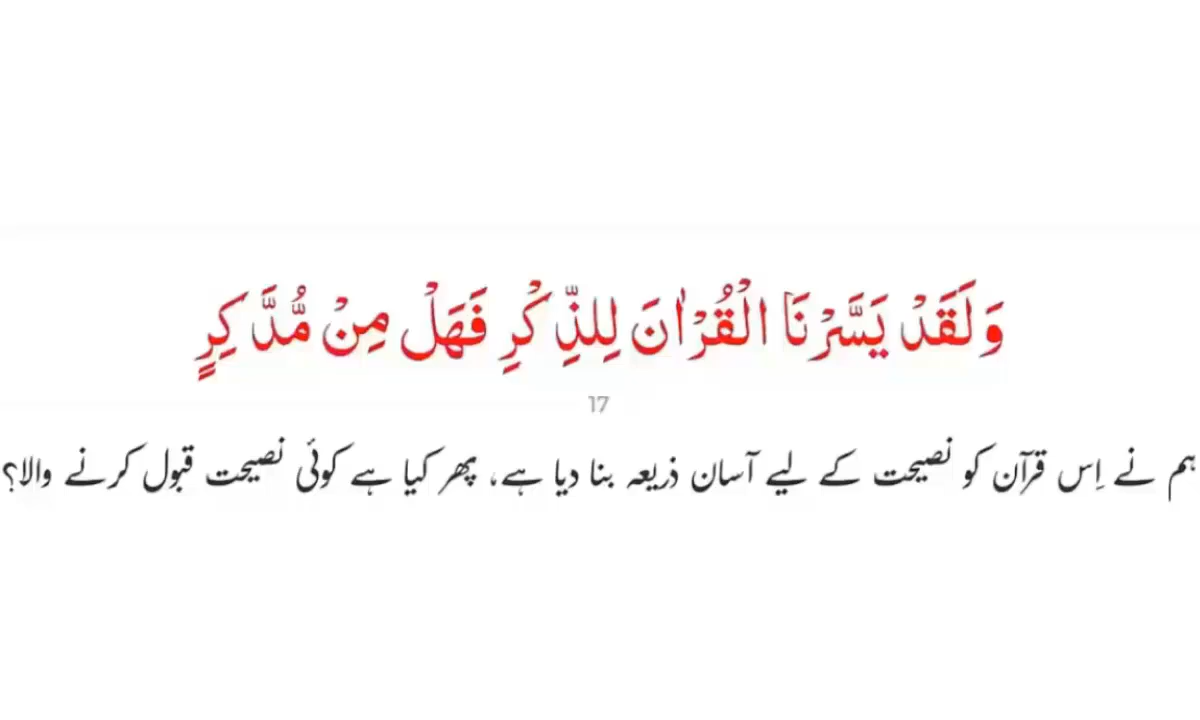 وَلَقَدْ يَسَّرْنَا الْقُرْاٰنَ لِلذِّكْرِ فَهَلْ مِنْ مُّدَّكِرٍ
17
ہم نے اِس قرآن کو نصیحت کے لیے آسان ذریعہ بنا دیا ہے، پھر کیا ہے کوئی نصیحت قبول کرنے والا؟